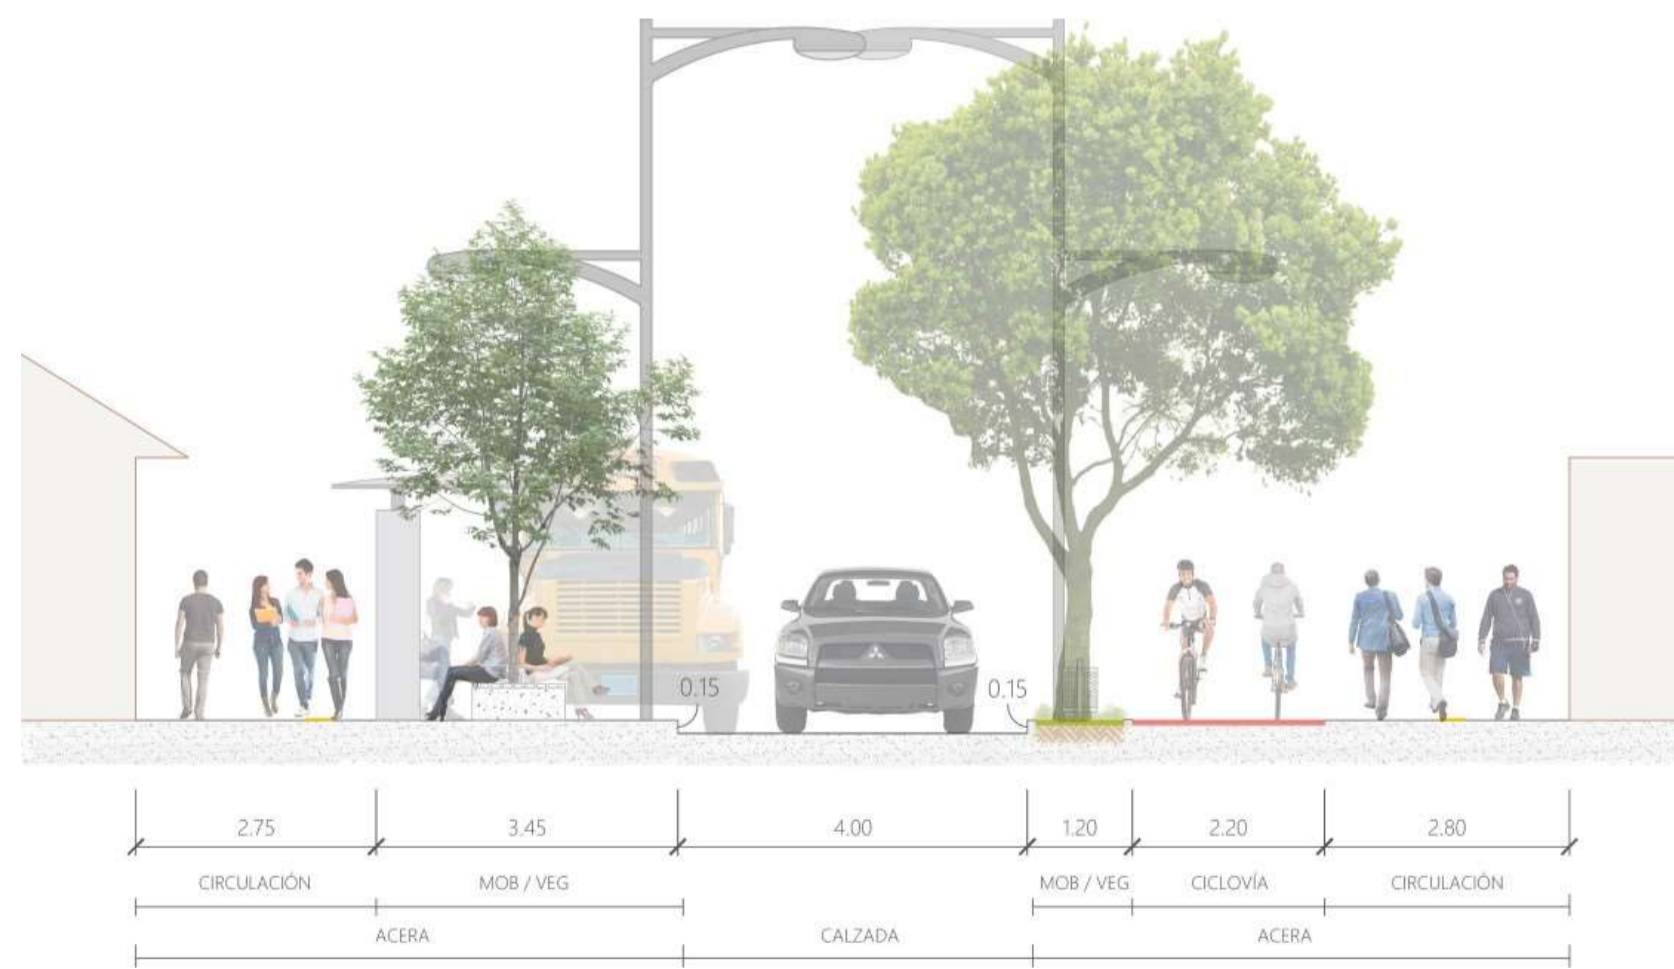 0.15 0.15
2.75 3.45 4.00 1.20 2.20 2.80
CIRCULACIÓN MOB / VEG MOB / VEG CICLOVÍA CIRCULACIÓN
ACERA CALZADA ACERA